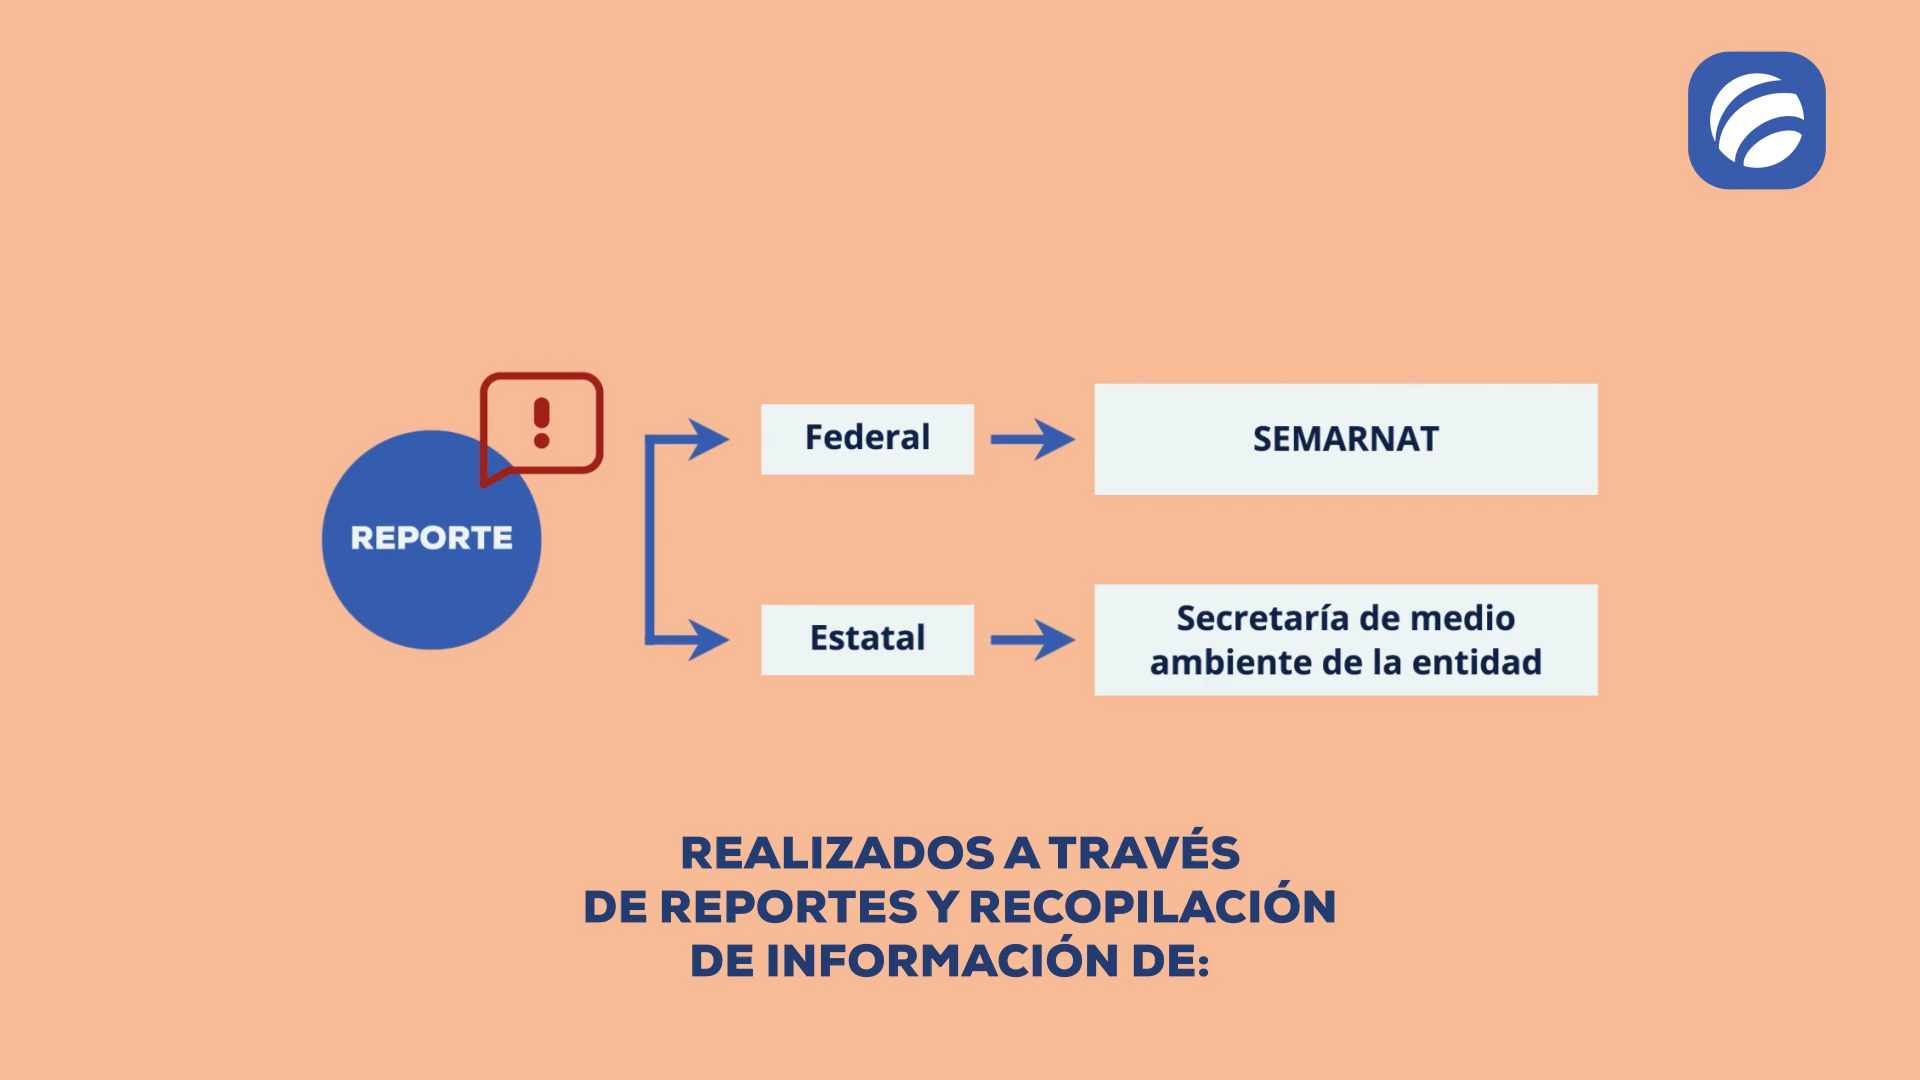 REPORTE
Federal
SEMARNAT
Estatal
Secretaría de medio
ambiente de la entidad
REALIZADOS A TRAVÉS
DE REPORTES Y RECOPILACIÓN
DE INFORMACIÓN DE: